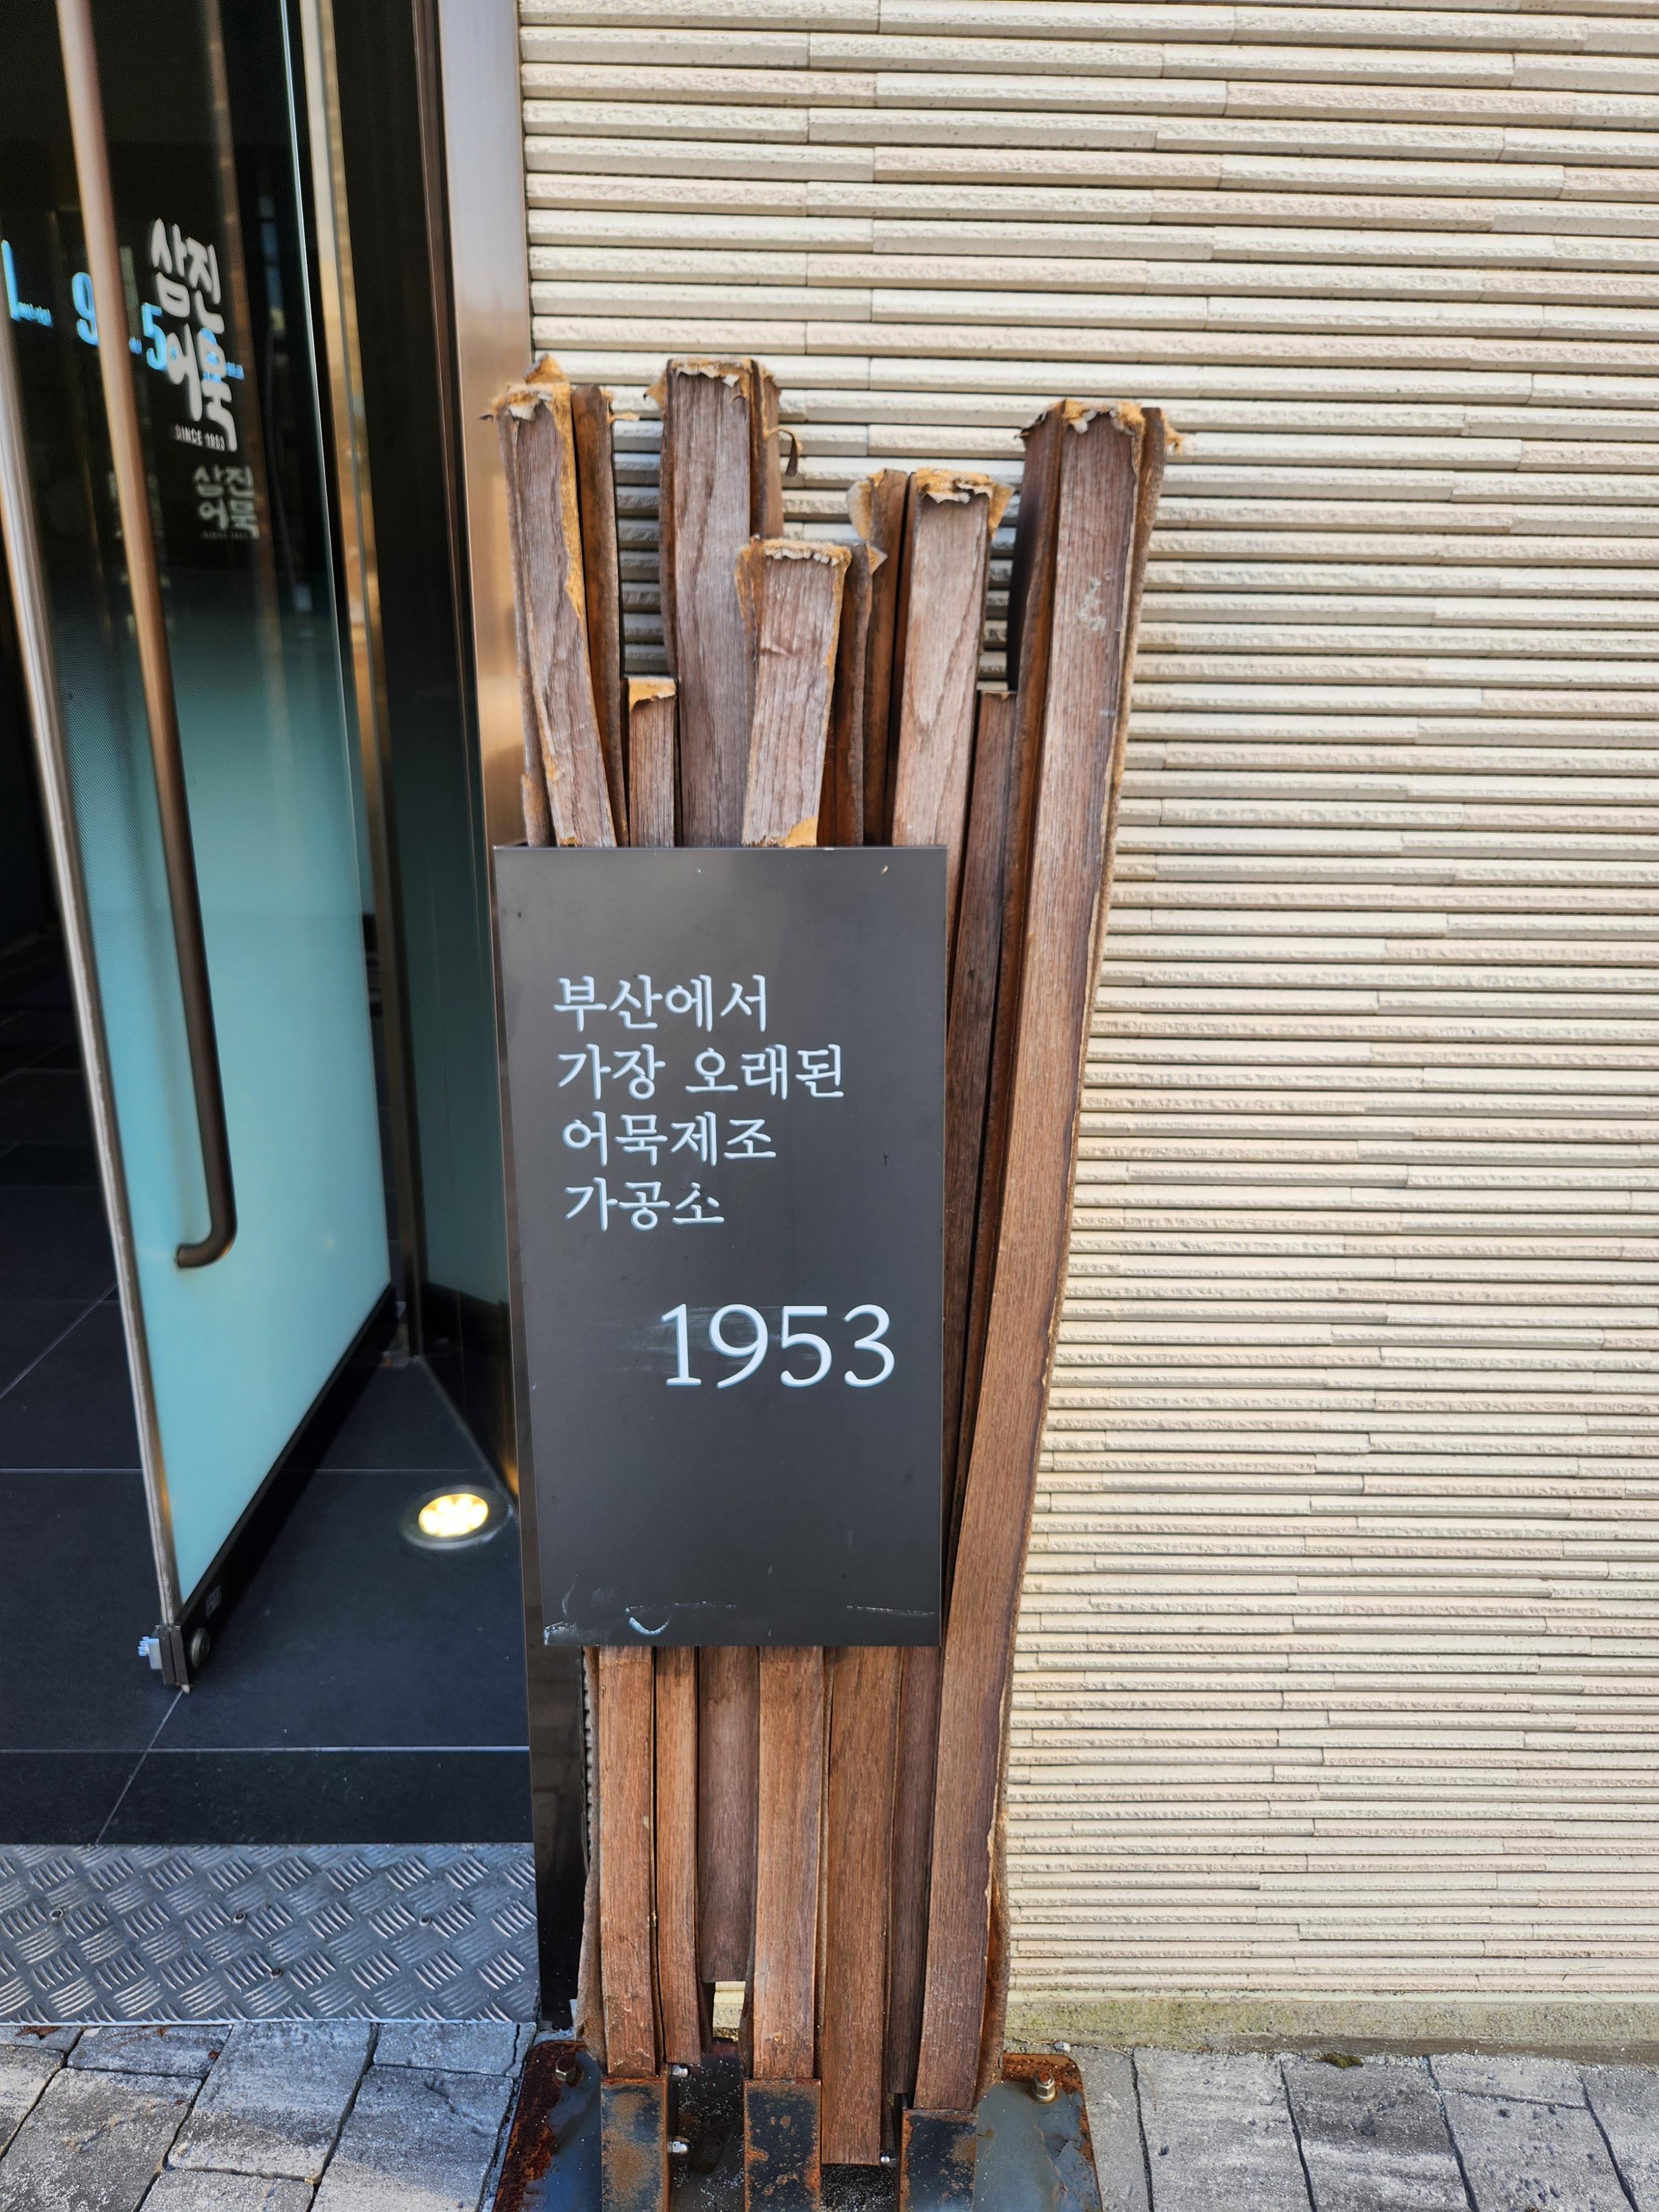 삼진
어묵
SINCE 1953
삼진
어묵
부산에서
가장 오래된
어묵제조
가공소
1953